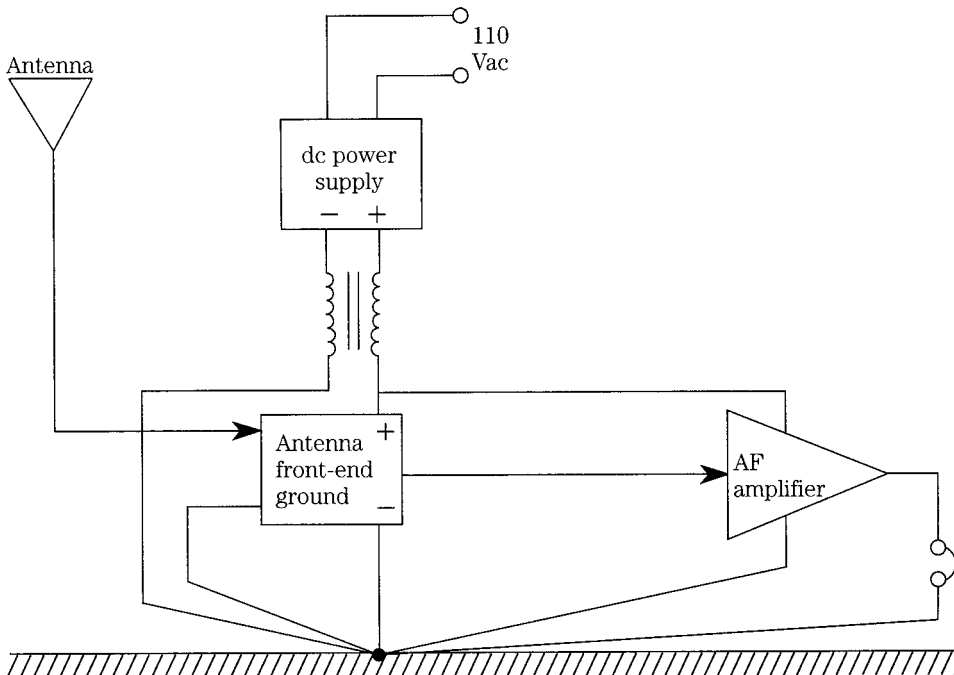 110
Vac
Antenna
dc power
supply
− +
Antenna
front-end
ground
+
−
AF
amplifier